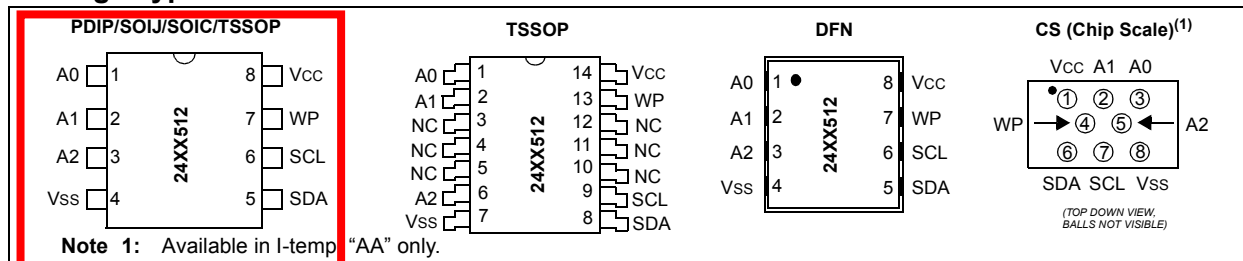 PDIP/SOIJ/SOIC/TSSOP
A0 1 8 VCC
A1 2 7 WP
A2 3 6 SCL
VSS 4 5 SDA
24XX512
TSSOP
A0 1 14 VCC
A1 2 13 WP
NC 3 12 NC
NC 4 11 NC
NC 5 10 NC
A2 6 9 SCL
VSS 7 8 SDA
24XX512
DFN
A0 1 8 VCC
A1 2 7 WP
A2 3 6 SCL
VSS 4 5 SDA
24XX512
CS (Chip Scale)(1)
VCC A1 A0
1 2 3
WP 4 5 A2
6 7 8
SDA SCL VSS
(TOP DOWN VIEW,
BALLS NOT VISIBLE)
Note 1: Available in I-temp "AA" only.